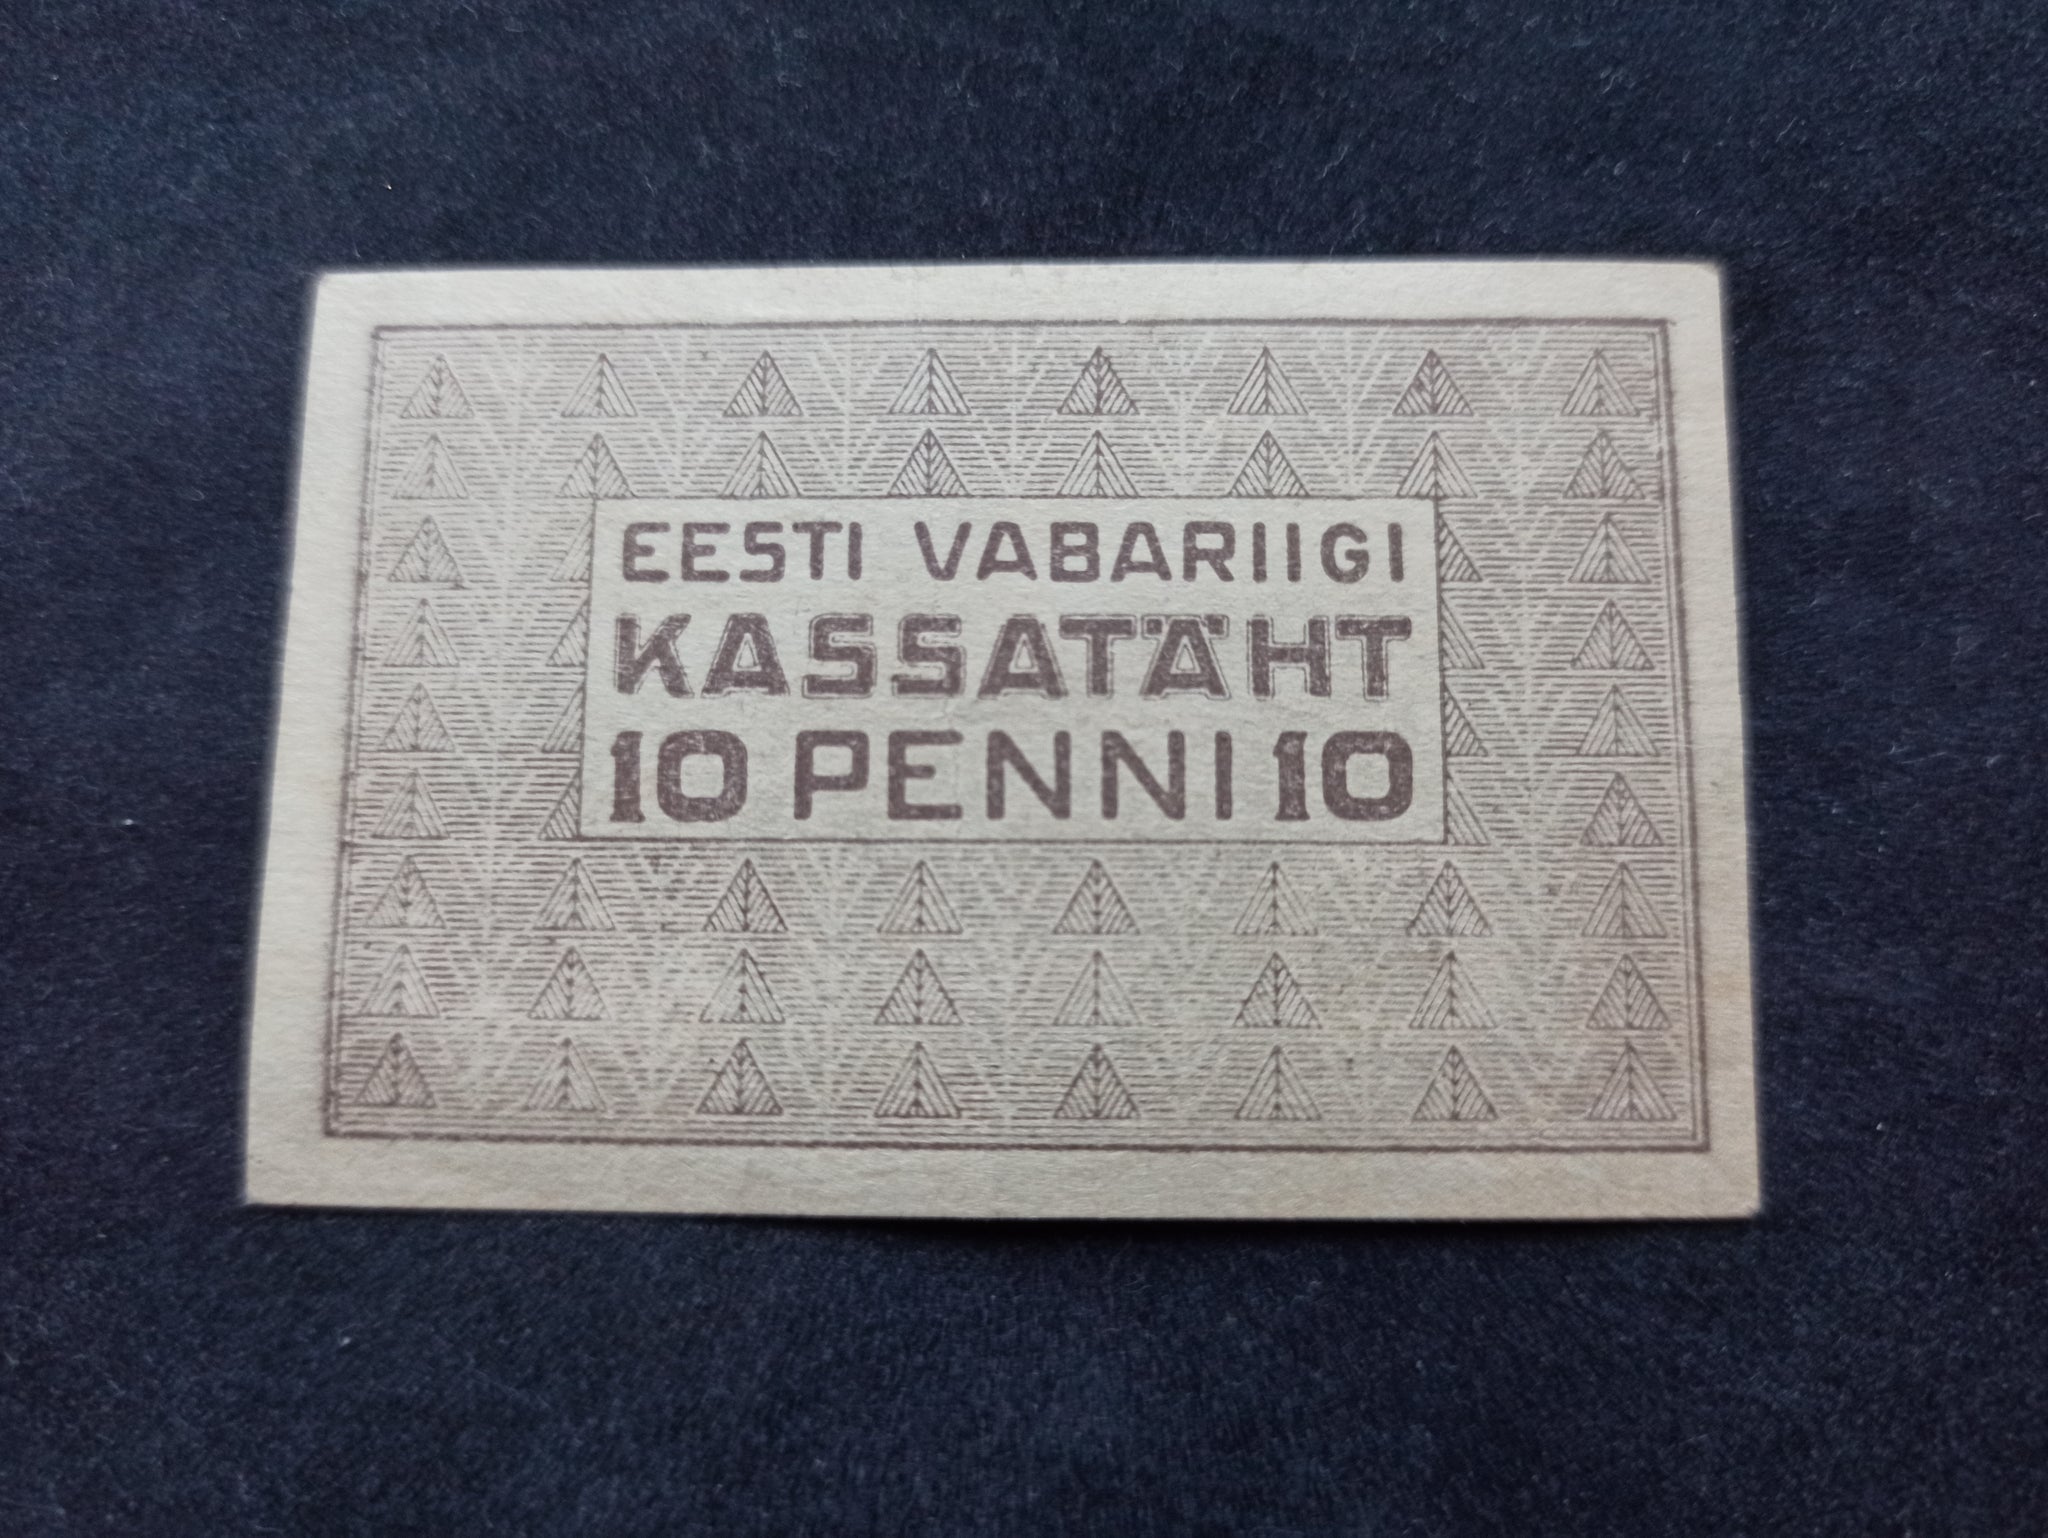 EESTI VABARIIGI
KASSATÄHT
10 PENNI 10